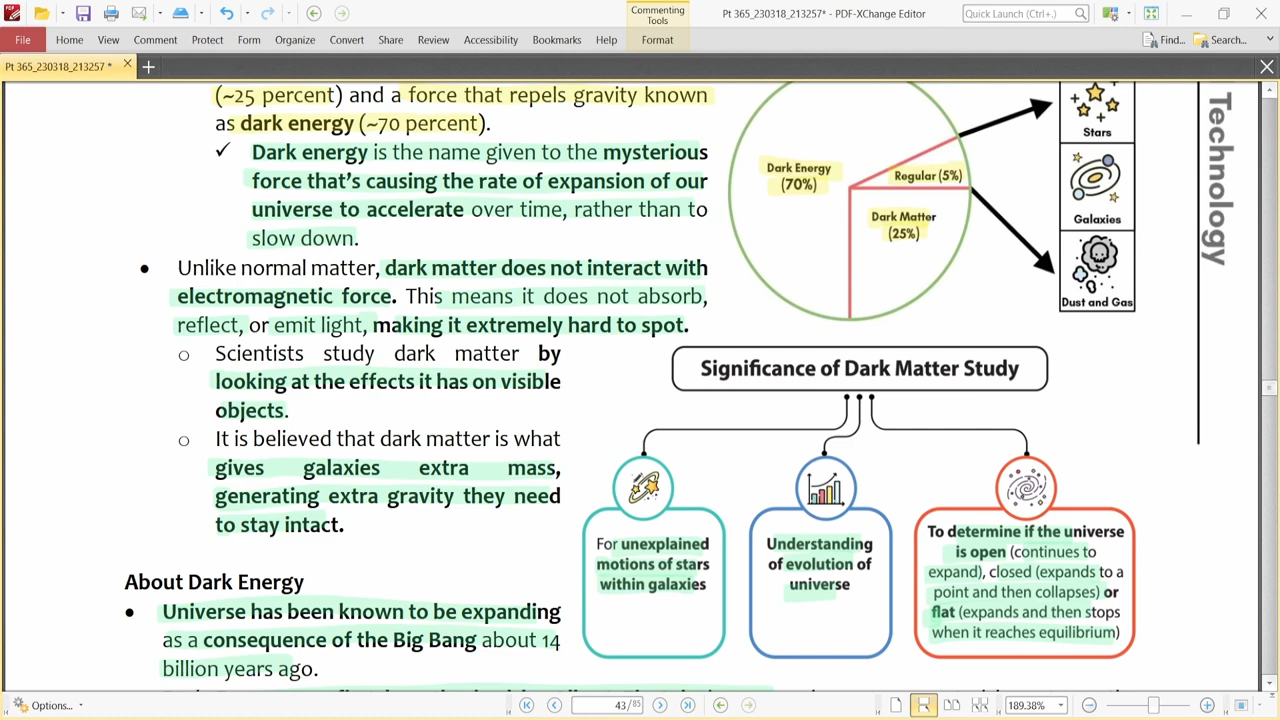 Commenting
Tools
Pt 365_230318_213257* - PDF-XChange Editor
Quick Launch (Ctrl+.)
File
Home
View
Comment
Protect
Form
Organize
Convert
Share
Review
Accessibility
Bookmarks
Help
Format
Find...
Search...
Pt 365_230318_213257 *
(~25 percent) and a force that repels gravity known
as dark energy (~70 percent).
✓ Dark energy is the name given to the mysterious
force that's causing the rate of expansion of our
universe to accelerate over time, rather than to
slow down.
• Unlike normal matter, dark matter does not interact with
electromagnetic force. This means it does not absorb,
reflect, or emit light, making it extremely hard to spot.
o Scientists study dark matter by
looking at the effects it has on visible
objects.
o It is believed that dark matter is what
gives galaxies extra mass,
generating extra gravity they need
to stay intact.
About Dark Energy
• Universe has been known to be expanding
as a consequence of the Big Bang about 14
billion years ago.
Dark Energy
(70%)
Regular (5%)
Dark Matter
(25%)
Stars
Galaxies
Dust and Gas
Technology
Significance of Dark Matter Study
For unexplained
motions of stars
within galaxies
Understanding
of evolution of
universe
To determine if the universe
is open (continues to
expand), closed (expands to a
point and then collapses) or
flat (expands and then stops
when it reaches equilibrium)
Options...
43/85
189.38%